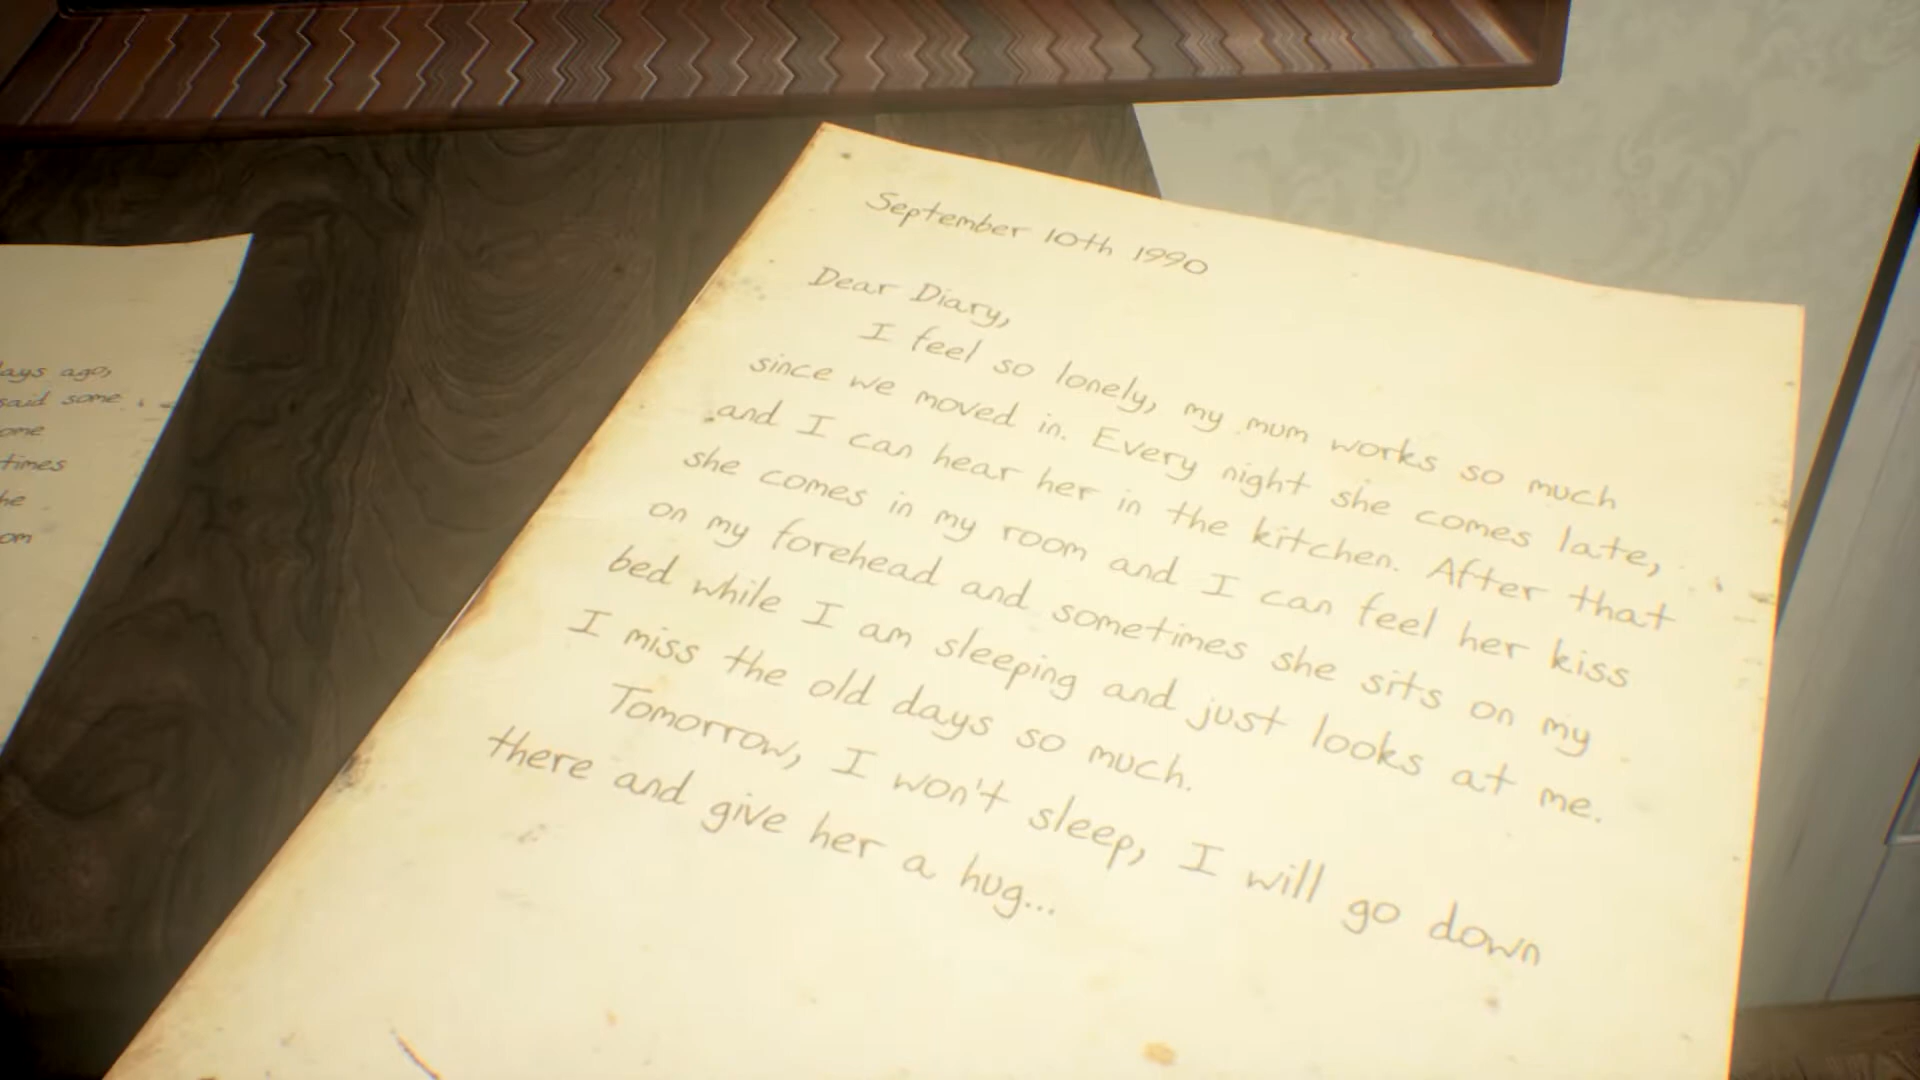 September 10th 1990
Dear Diary,
I feel so lonely, my mum works so much
since we moved in. Every night she comes late,
and I can hear her in the kitchen. After that
she comes in my room and I can feel her kiss
on my forehead and sometimes she sits on my
bed while I am sleeping and just looks at me.
I miss the old days so much.
Tomorrow, I won't sleep, I will go down
there and give her a hug...
ago,
said some
times